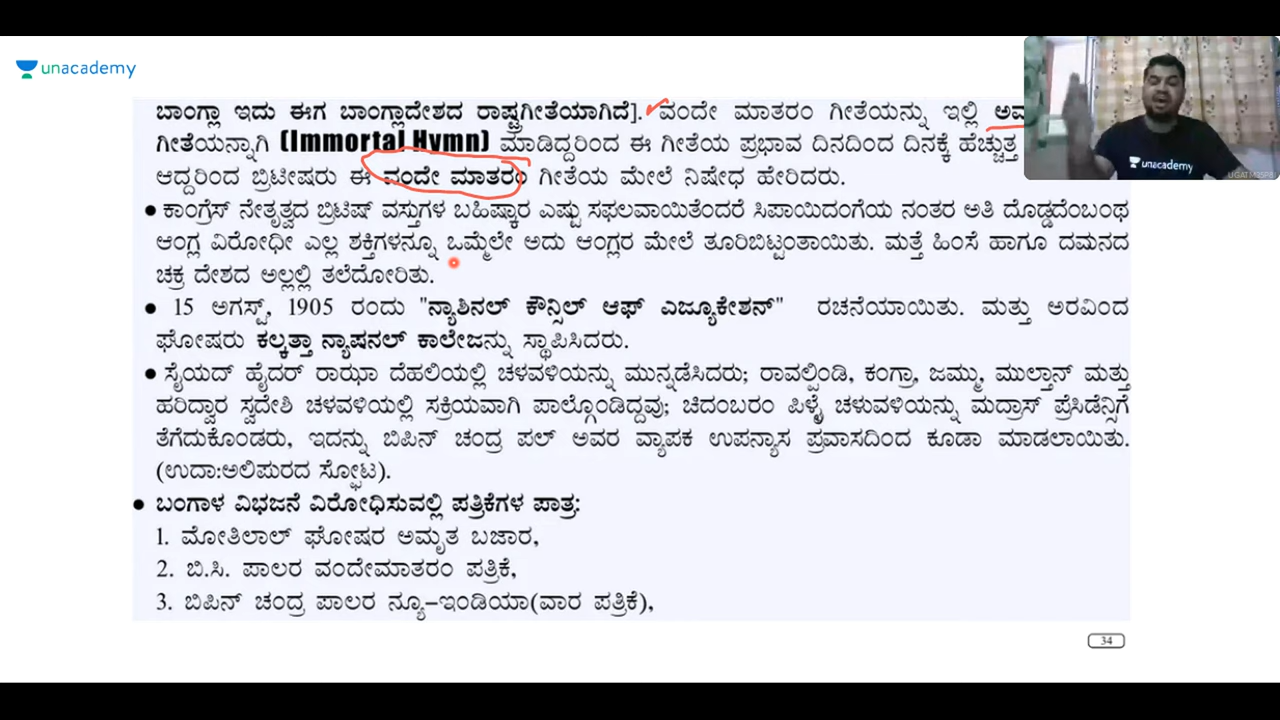 unacademy
ಬಾಂಗ್ಲಾ ಇದು ಈಗ ಬಾಂಗ್ಲಾದೇಶದ ರಾಷ್ಟ್ರಗೀತೆಯಾಗಿದೆ]. ವಂದೇ ಮಾತರಂ ಗೀತೆಯನ್ನು ಇಲ್ಲಿ
ಗೀತೆಯನ್ನಾಗಿ (Immortal Hymn) ಮಾಡಿದ್ದರಿಂದ ಈ ಗೀತೆಯ ಪ್ರಭಾವ ದಿನದಿಂದ ದಿನಕ್ಕೆ ಹೆಚ್ಚುತ್ತ
ಆದ್ದರಿಂದ ಬ್ರಿಟೀಷರು ಈ ವಂದೇ ಮಾತರಂ ಗೀತೆಯ ಮೇಲೆ ನಿಷೇಧ ಹೇರಿದರು.
● ಕಾಂಗ್ರೆಸ್ ನೇತೃತ್ವದ ಬ್ರಿಟಿಷ್ ವಸ್ತುಗಳ ಬಹಿಷ್ಕಾರ ಎಷ್ಟು ಸಫಲವಾಯಿತೆಂದರೆ ಸಿಪಾಯಿದಂಗೆಯ ನಂತರ ಅತಿ ದೊಡ್ಡದೆಂಬಂಥ
ಆಂಗ್ಲ ವಿರೋಧೀ ಎಲ್ಲ ಶಕ್ತಿಗಳನ್ನೂ ಒಮ್ಮೆಲೇ ಅದು ಆಂಗ್ಲರ ಮೇಲೆ ತೂರಿಬಿಟ್ಟಂತಾಯಿತು. ಮತ್ತೆ ಹಿಂಸೆ ಹಾಗೂ ದಮನದ
ಚಕ್ರ ದೇಶದ ಅಲ್ಲಲ್ಲಿ ತಲೆದೋರಿತು.
● 15 ಅಗಸ್ಟ್, 1905 ರಂದು "ನ್ಯಾಶಿನಲ್ ಕೌನ್ಸಿಲ್ ಆಫ್ ಎಜ್ಯೂಕೇಶನ್" ರಚನೆಯಾಯಿತು. ಮತ್ತು ಅರವಿಂದ
ಘೋಷರು ಕಲ್ಕತ್ತಾ ನ್ಯಾಷನಲ್ ಕಾಲೇಜನ್ನು ಸ್ಥಾಪಿಸಿದರು.
● ಸೈಯದ್ ಹೈದರ್ ರಾಝಾ ದೆಹಲಿಯಲ್ಲಿ ಚಳವಳಿಯನ್ನು ಮುನ್ನಡೆಸಿದರು; ರಾವಲ್ಪಿಂಡಿ, ಕಂಗ್ರಾ, ಜಮ್ಮು, ಮುಲ್ತಾನ್ ಮತ್ತು
ಹರಿದ್ವಾರ ಸ್ವದೇಶಿ ಚಳವಳಿಯಲ್ಲಿ ಸಕ್ರಿಯವಾಗಿ ಪಾಲ್ಗೊಂಡಿದ್ದವು; ಚಿದಂಬರಂ ಪಿಳೈ ಚಳುವಳಿಯನ್ನು ಮದ್ರಾಸ್ ಪ್ರೆಸಿಡೆನ್ಸಿಗೆ
ತೆಗೆದುಕೊಂಡರು, ಇದನ್ನು ಬಿಪಿನ್ ಚಂದ್ರ ಪಲ್ ಅವರ ವ್ಯಾಪಕ ಉಪನ್ಯಾಸ ಪ್ರವಾಸದಿಂದ ಕೂಡಾ ಮಾಡಲಾಯಿತು.
(ಉದಾ:ಅಲಿಪುರದ ಸ್ಫೋಟ).
● ಬಂಗಾಳ ವಿಭಜನೆ ವಿರೋಧಿಸುವಲ್ಲಿ ಪತ್ರಿಕೆಗಳ ಪಾತ್ರ:
1. ಮೋತಿಲಾಲ್ ಘೋಷರ ಅಮೃತ ಬಜಾರ,
2. ಬಿ.ಸಿ. ಪಾಲರ ವಂದೇಮಾತರಂ ಪತ್ರಿಕೆ,
3. ಬಿಪಿನ್ ಚಂದ್ರ ಪಾಲರ ನ್ಯೂ-ಇಂಡಿಯಾ(ವಾರ ಪತ್ರಿಕೆ),
34
unacademy